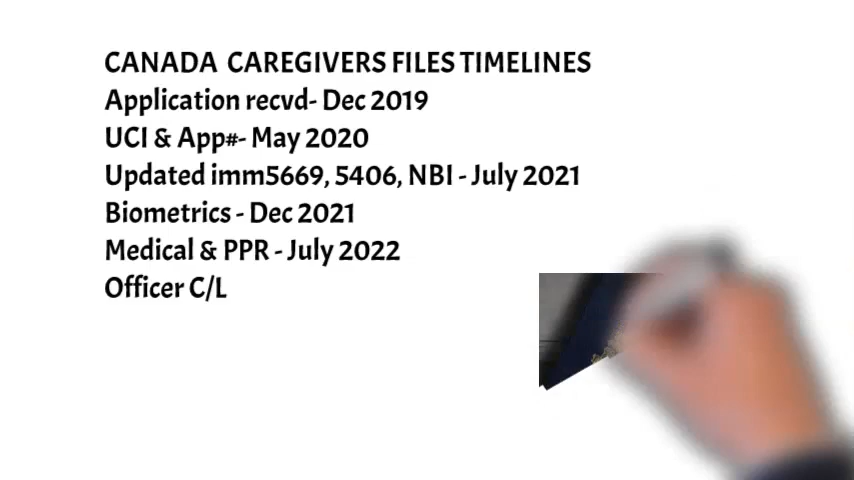 CANADA CAREGIVERS FILES TIMELINES
Application recvd- Dec 2019
UCI & App#- May 2020
Updated imm5669, 5406, NBI - July 2021
Biometrics - Dec 2021
Medical & PPR - July 2022
Officer C/L